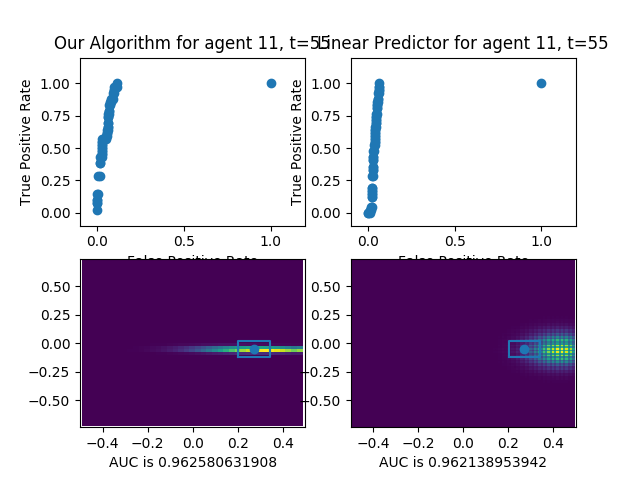 Our Algorithm for agent 11, t=55
Linear Predictor for agent 11, t=55
True Positive Rate
1.00
0.75
0.50
0.25
0.00
0.0 0.5 1.0
False Positive Rate
True Positive Rate
1.00
0.75
0.50
0.25
0.00
0.0 0.5 1.0
False Positive Rate
0.50
0.25
0.00
−0.25
−0.50
−0.4 −0.2 0.0 0.2 0.4
AUC is 0.962580631908
0.50
0.25
0.00
−0.25
−0.50
−0.4 −0.2 0.0 0.2 0.4
AUC is 0.962138953942